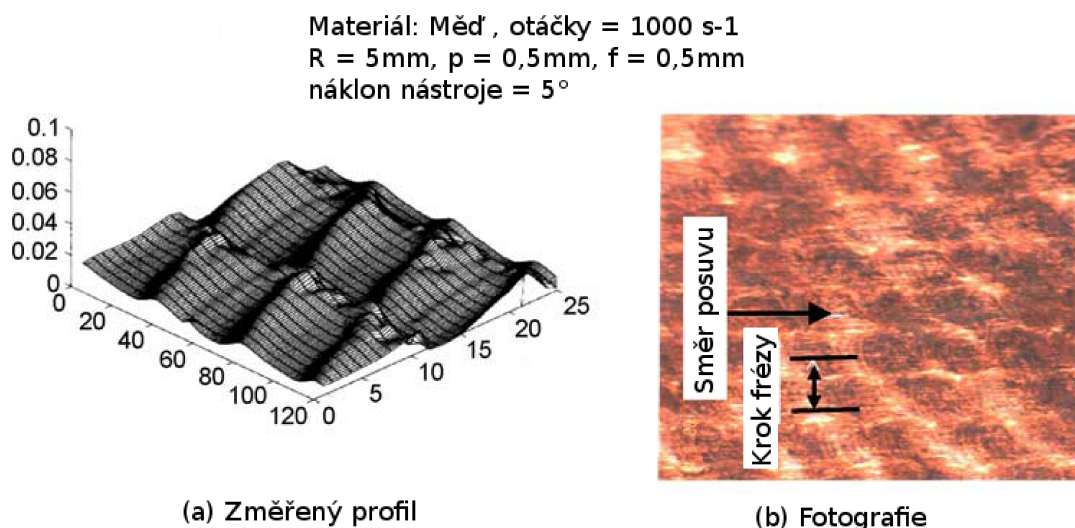 Materiál: Měď , otáčky = 1000 s-1
R = 5mm, p = 0,5mm, f = 0,5mm
náklon nástroje = 5°
0.1
0.08
0.06
0.04
0.02
0
0
20
40
60
80
100
120
0
5
10
15
20
25
Směr posuvu
Krok frézy
(a) Změřený profil
(b) Fotografie